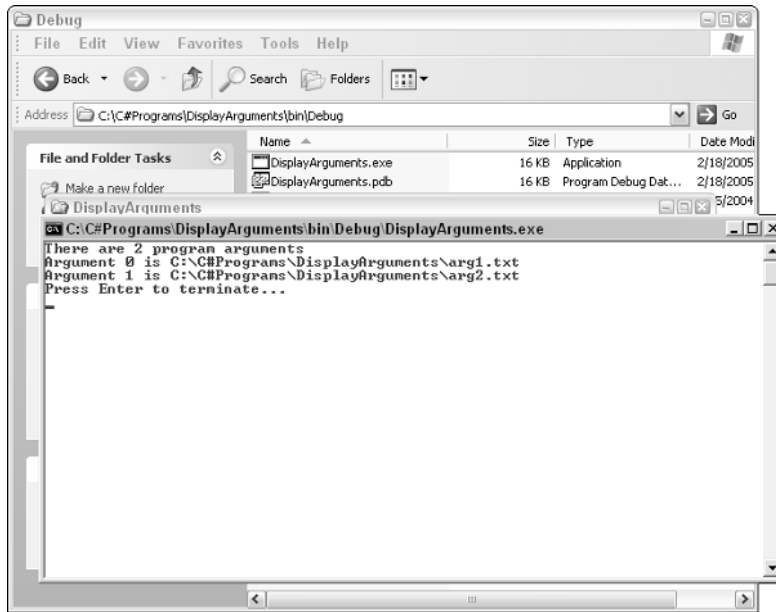 Debug
File Edit View Favorites Tools Help
Back Search Folders
Address C:\C#Programs\DisplayArguments\bin\Debug Go
Name Size Type Date Modi
File and Folder Tasks
DisplayArguments.exe 16 KB Application 2/18/2005
Make a new folder
DisplayArguments.pdb 16 KB Program Debug Dat... 2/18/2005
DisplayArguments
5/2004
C:\C#Programs\DisplayArguments\bin\Debug\DisplayArguments.exe
There are 2 program arguments
Argument 0 is C:\C#Programs\DisplayArguments\arg1.txt
Argument 1 is C:\C#Programs\DisplayArguments\arg2.txt
Press Enter to terminate...